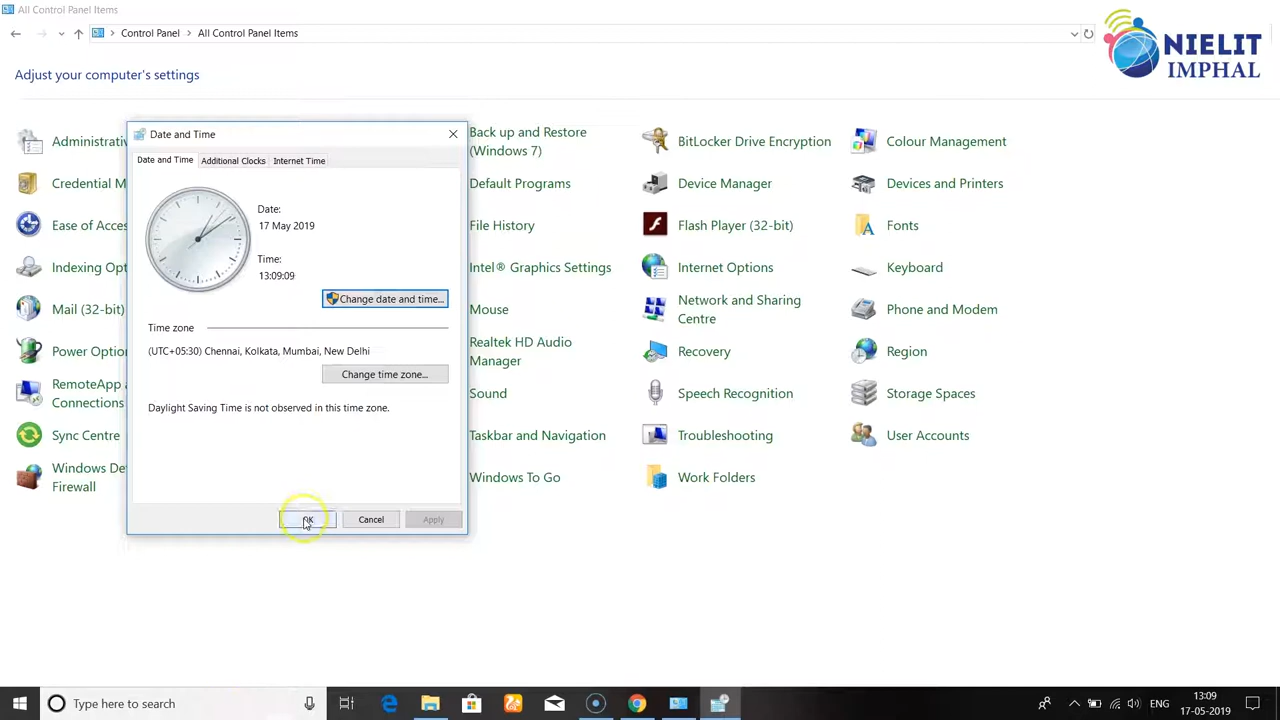 All Control Panel Items
Control Panel
All Control Panel Items
NIELIT
IMPHAL
Adjust your computer's settings
Date and Time
Date and Time
Additional Clocks
Internet Time
Date:
17 May 2019
Time:
13:09:09
Change date and time...
Time zone
(UTC+05:30) Chennai, Kolkata, Mumbai, New Delhi
Change time zone...
Daylight Saving Time is not observed in this time zone.
OK
Cancel
Apply
Credential M
Ease of Acces
Indexing Opt
Mail (32-bit)
Power Option
RemoteApp a
Connections
Sync Centre
Windows De
Firewall
Back up and Restore
(Windows 7)
Default Programs
File History
Intel® Graphics Settings
Mouse
Realtek HD Audio
Manager
Sound
Taskbar and Navigation
Windows To Go
BitLocker Drive Encryption
Device Manager
Flash Player (32-bit)
Internet Options
Network and Sharing
Centre
Recovery
Speech Recognition
Troubleshooting
Work Folders
Colour Management
Devices and Printers
Fonts
Keyboard
Phone and Modem
Region
Storage Spaces
User Accounts
Type here to search
ENG
13:09
17-05-2019